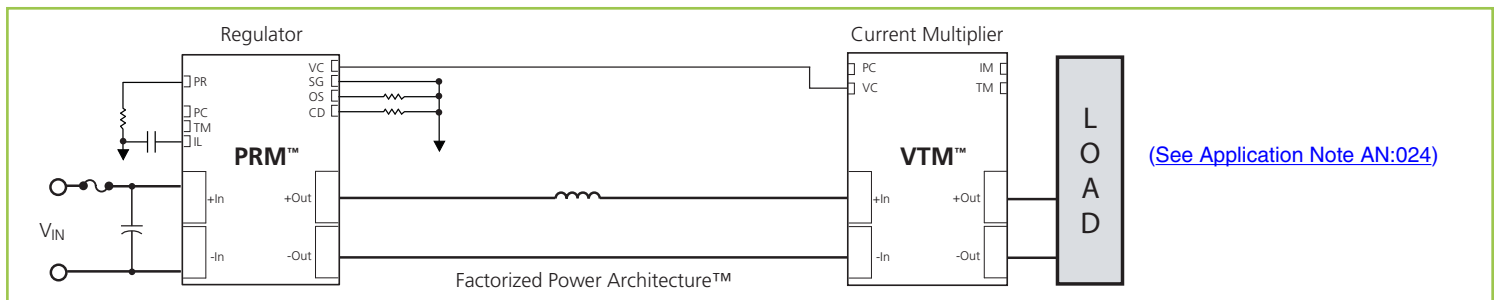 Regulator
PR
PC
TM
IL
VC
SG
OS
CD
PRM™
+In
-In
+Out
-Out
VIN
Factorized Power Architecture™
Current Multiplier
PC
VC
IM
TM
VTM™
+In
-In
+Out
-Out
L
O
A
D
(See Application Note AN:024)